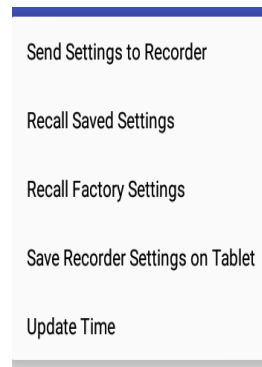 Send Settings to Recorder
Recall Saved Settings
Recall Factory Settings
Save Recorder Settings on Tablet
Update Time